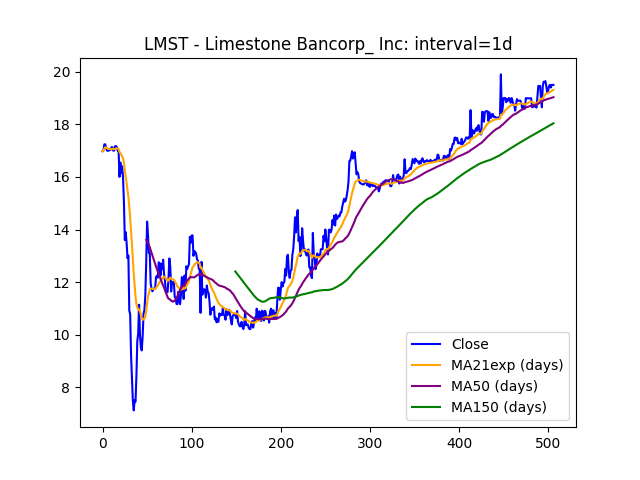 LMST - Limestone Bancorp_ Inc: interval=1d
20
18
16
14
12
10
8
0 100 200 300 400 500
Close
MA21exp (days)
MA50 (days)
MA150 (days)